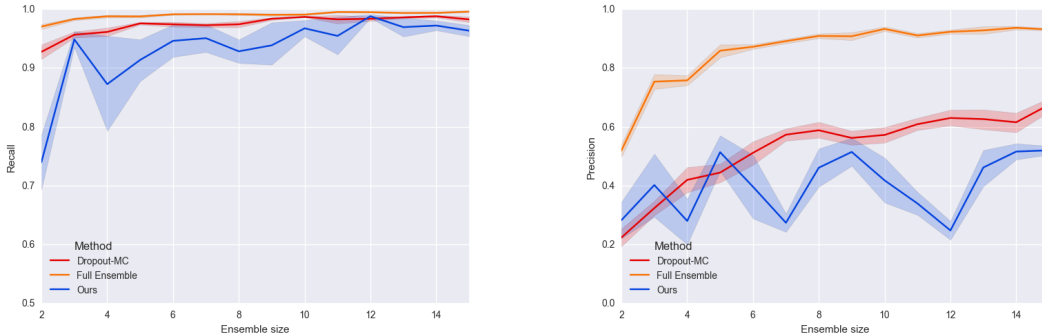 1.0
0.9
0.8
0.7
0.6
0.5
Recall
Method
Dropout-MC
Full Ensemble
Ours
2 4 6 8 10 12 14
Ensemble size
1.0
0.8
0.6
0.4
0.2
0.0
Precision
Method
Dropout-MC
Full Ensemble
Ours
2 4 6 8 10 12 14
Ensemble size